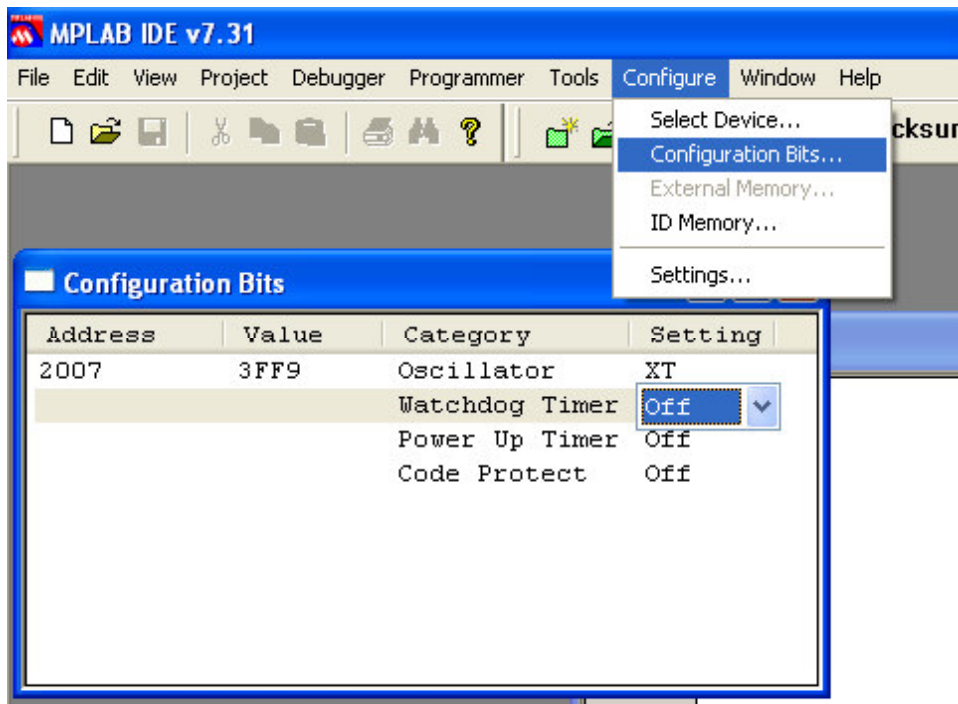 MPLAB IDE v7.31
File Edit View Project Debugger Programmer Tools Configure Window Help
Select Device...
Configuration Bits...
External Memory...
ID Memory...
Settings...
Configuration Bits
Address Value Category Setting
2007 3FF9 Oscillator XT
Watchdog Timer Off
Power Up Timer Off
Code Protect Off